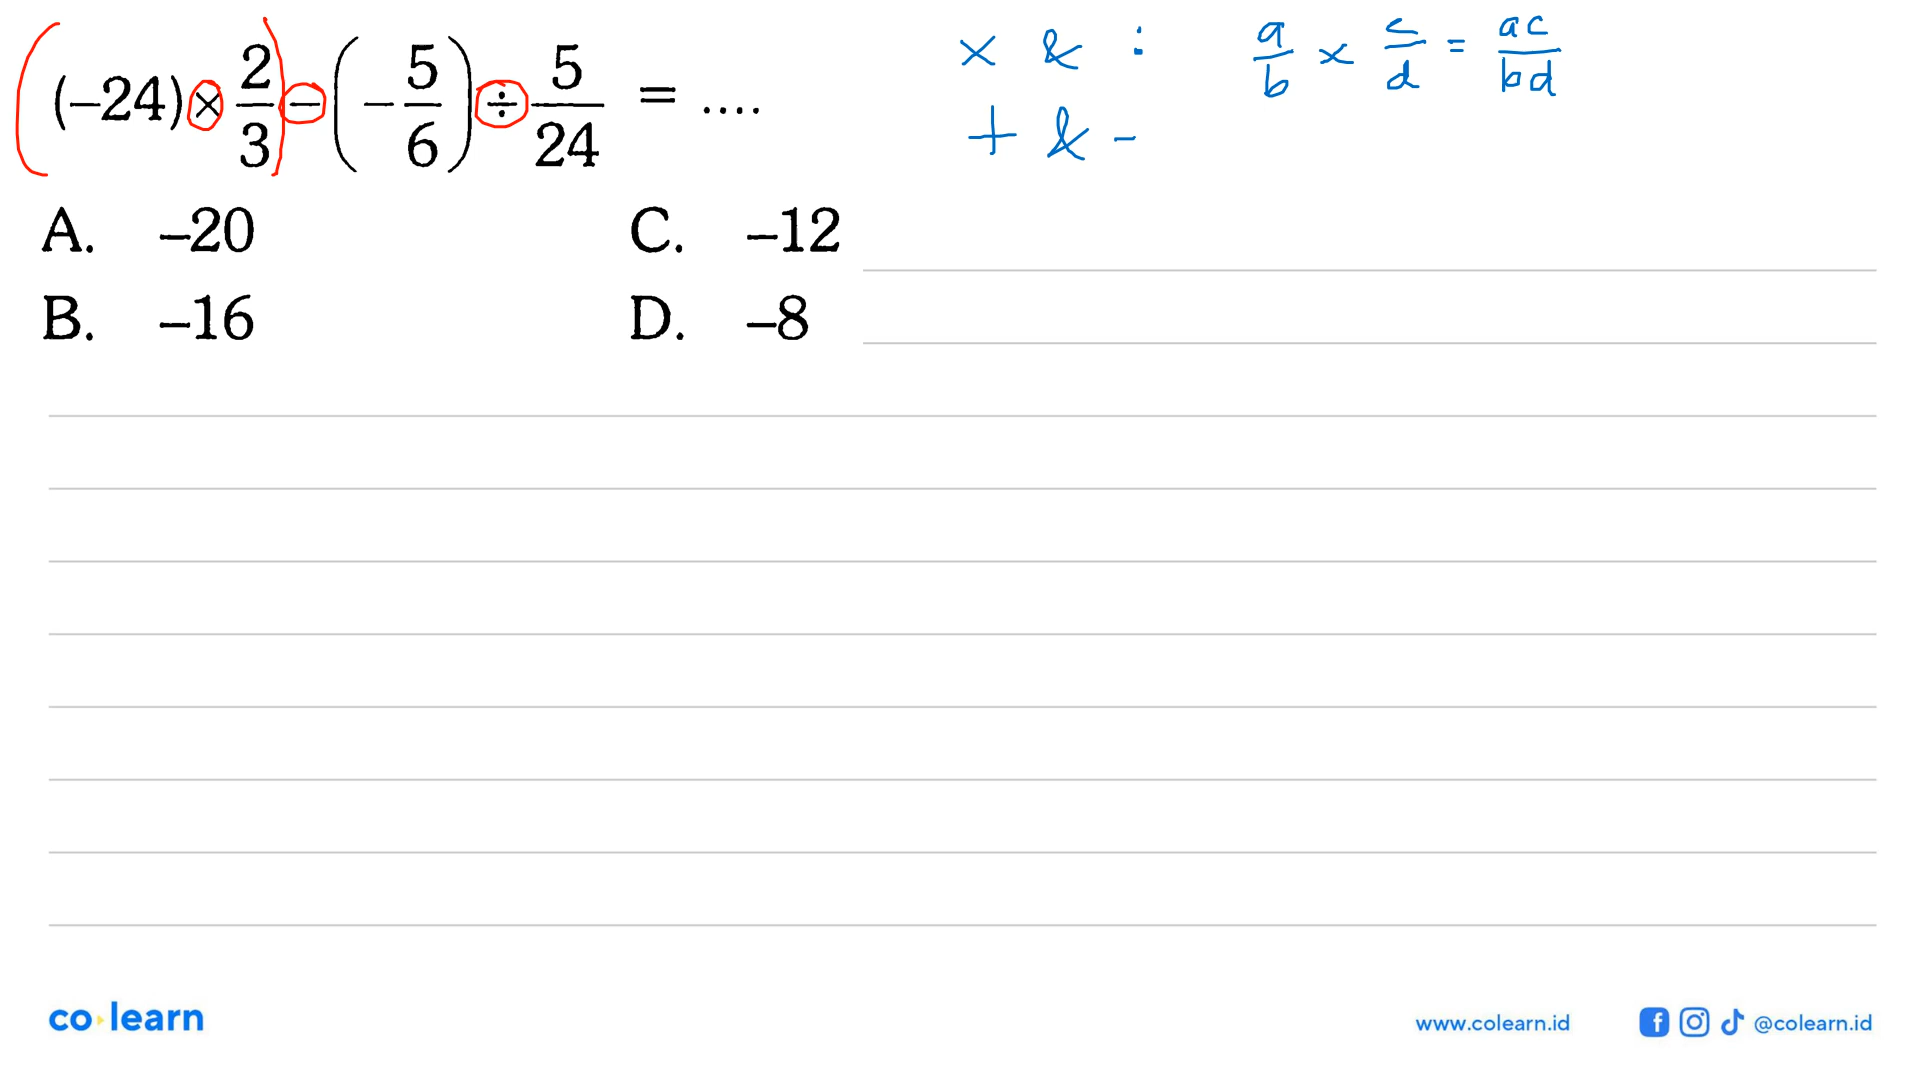 (–24) × 2/3 – (–5/6) ÷ 5/24 = ....
A. –20
B. –16
C. –12
D. –8
× & :
+ & -
a/b × c/d = ac/bd
co learn
www.colearn.id
@colearn.id